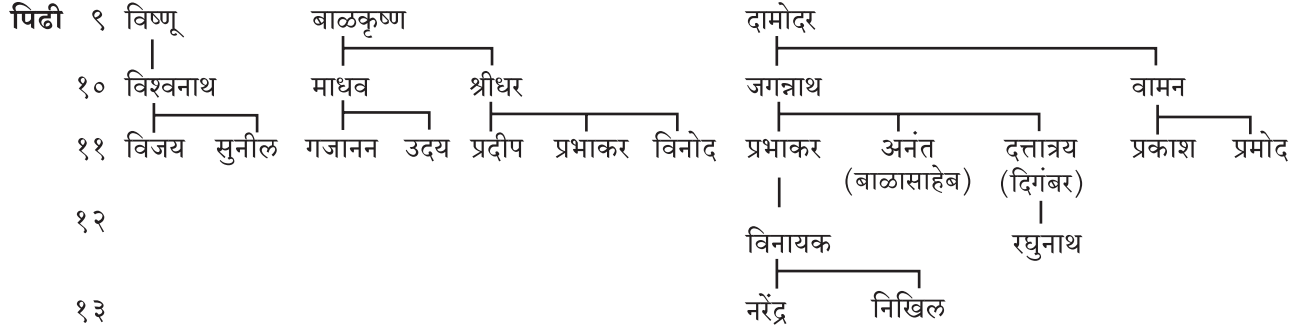 पिढी ९ विष्णू बाळकृष्ण दामोदर
१० विश्वनाथ माधव श्रीधर जगन्नाथ वामन
११ विजय सुनील गजानन उदय प्रदीप प्रभाकर विनोद प्रभाकर अनंत दत्तात्रय प्रकाश प्रमोद
(बाळासाहेब) (दिगंबर)
१२
विनायक रघुनाथ
१३ नरेंद्र निखिल